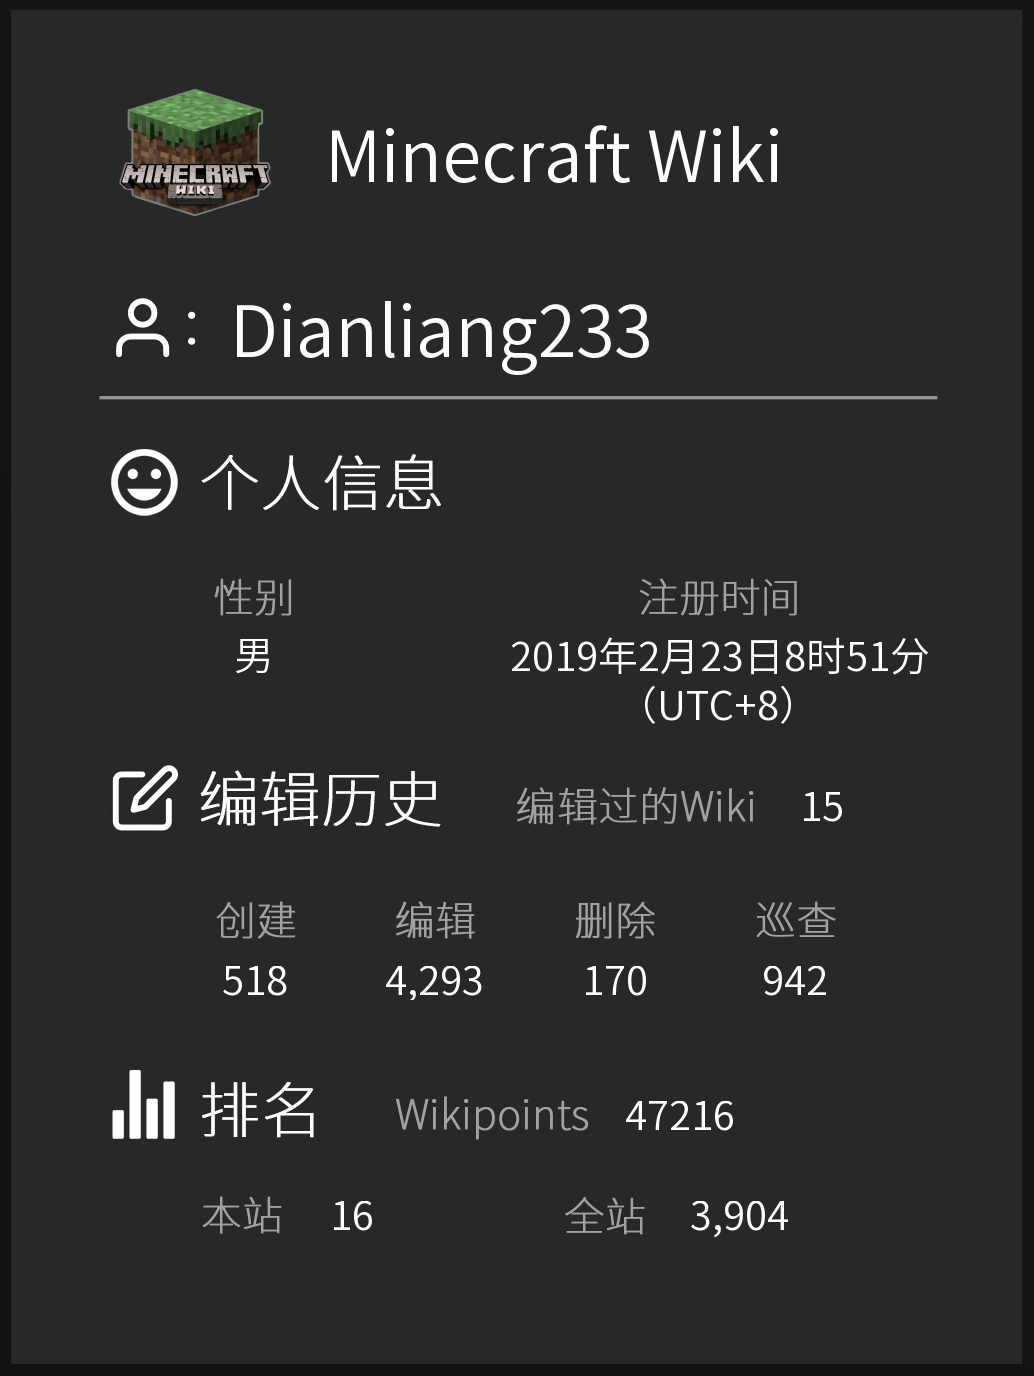 MINECRAFT
WIKI
Minecraft Wiki
: Dianliang233
个人信息
性别 注册时间
男 2019年2月23日8时51分
（UTC+8）
编辑历史 编辑过的Wiki 15
创建 编辑 删除 巡查
518 4,293 170 942
排名 Wikipoints 47216
本站 16 全站 3,904